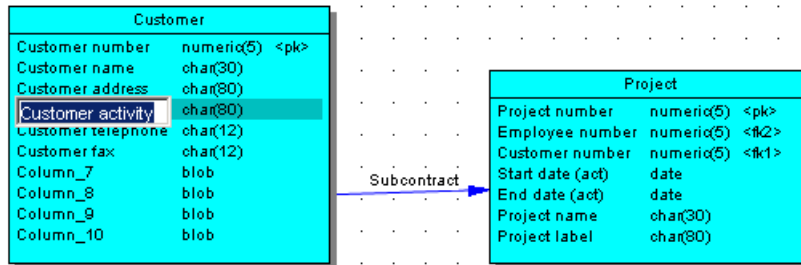 Customer
Customer number numeric(5) <pk>
Customer name char(30)
Customer address char(80)
Customer activity char(80)
Customer telephone char(12)
Customer fax char(12)
Column_7 blob
Column_8 blob
Column_9 blob
Column_10 blob
Subcontract
Project
Project number numeric(5) <pk>
Employee number numeric(5) <fk2>
Customer number numeric(5) <fk1>
Start date (act) date
End date (act) date
Project name char(30)
Project label char(80)